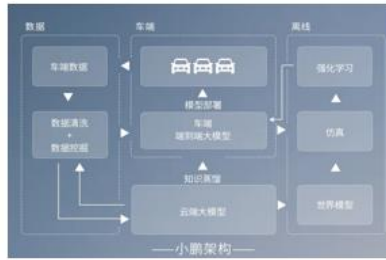 数据
车端
离线
车端数据
强化学习
模型部署
数据清洗
+
数据挖掘
车端
端到端大模型
仿真
知识蒸馏
云端大模型
世界模型
小鹏架构